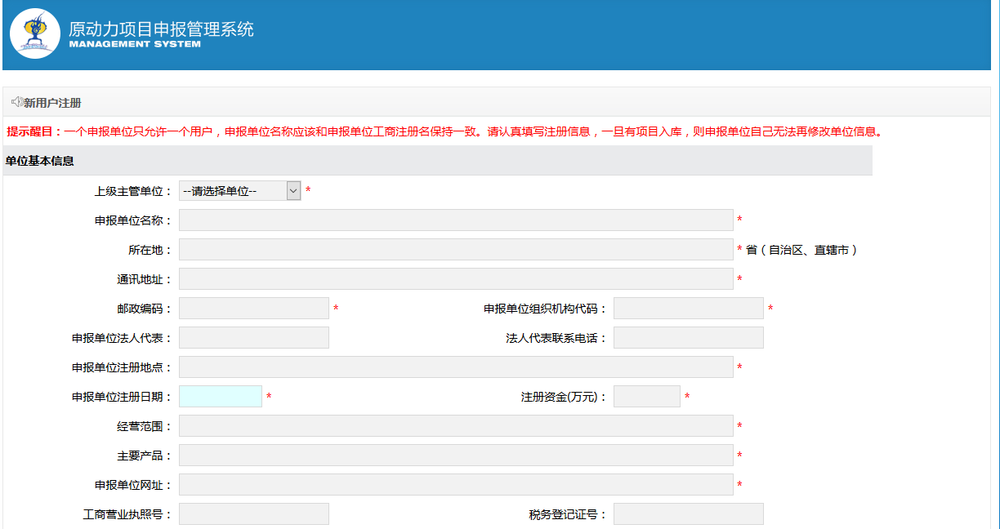 原动力项目申报管理系统
MANAGEMENT SYSTEM
新用户注册
提示醒目：一个申报单位只允许一个用户，申报单位名称应该和申报单位工商注册名保持一致。请认真填写注册信息，一旦有项目入库，则申报单位自己无法再修改单位信息。
单位基本信息
上级主管单位： --请选择单位-- *
申报单位名称： *
所在地： * 省（自治区、直辖市）
通讯地址： *
邮政编码： * 申报单位组织机构代码： *
申报单位法人代表： 法人代表联系电话：
申报单位注册地点： *
申报单位注册日期： * 注册资金(万元)： *
经营范围： *
主要产品： *
申报单位网址： *
工商营业执照号： 税务登记证号：